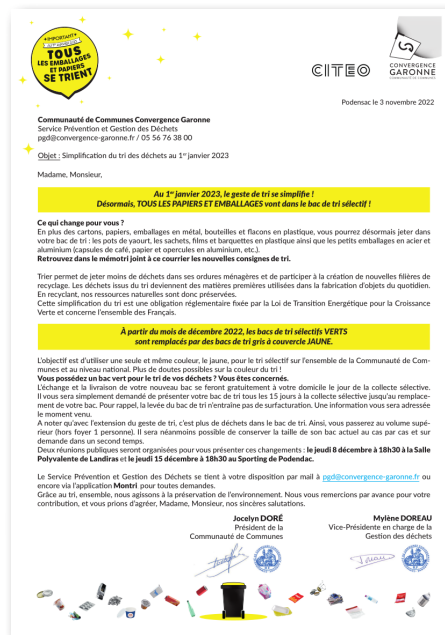 •IMPORTANT•
TOUS
LES EMBALLAGES
ET PAPIERS
SE TRIENT
CITEO
CONVERGENCE
GARONNE
COMMUNAUTÉ DE COMMUNES
Podensac le 3 novembre 2022
Communauté de Communes Convergence Garonne
Service Prévention et Gestion des Déchets
pgd@convergence-garonne.fr / 05 56 76 38 00
Objet : Simplification du tri des déchets au 1er janvier 2023
Madame, Monsieur,
Au 1er janvier 2023, le geste de tri se simplifie !
Désormais, TOUS LES PAPIERS ET EMBALLAGES vont dans le bac de tri sélectif !
Ce qui change pour vous ?
En plus des cartons, papiers, emballages en métal, bouteilles et flacons en plastique, vous pourrez désormais jeter dans
votre bac de tri : les pots de yaourt, les sachets, films et barquettes en plastique ainsi que les petits emballages en acier et
aluminium (capsules de café, papier et opercules en aluminium, etc.).
Retrouvez dans le mémotri joint à ce courrier les nouvelles consignes de tri.
Trier permet de jeter moins de déchets dans ses ordures ménagères et de participer à la création de nouvelles filières de
recyclage. Les déchets issus du tri deviennent des matières premières utilisées dans la fabrication d'objets du quotidien.
En recyclant, nos ressources naturelles sont donc préservées.
Cette simplification du tri est une obligation réglementaire fixée par la Loi de Transition Energétique pour la Croissance
Verte et concerne l'ensemble des Français.
À partir du mois de décembre 2022, les bacs de tri sélectifs VERTS
sont remplacés par des bacs de tri gris à couvercle JAUNE.
L'objectif est d'utiliser une seule et même couleur, le jaune, pour le tri sélectif sur l'ensemble de la Communauté de Com-
munes et au niveau national. Plus de doutes possibles sur la couleur du tri !
Vous possédez un bac vert pour le tri de vos déchets ? Vous êtes concernés.
L'échange et la livraison de votre nouveau bac se feront gratuitement à votre domicile le jour de la collecte sélective.
Il vous sera simplement demandé de présenter votre bac de tri tous les 15 jours à la collecte sélective jusqu'au remplace-
ment de votre bac. Pour rappel, la levée du bac de tri n'entraîne pas de surfacturation. Une information vous sera adressée
le moment venu.
A noter qu'avec l'extension du geste de tri, c'est plus de déchets dans le bac de tri. Ainsi, vous passerez au volume supé-
rieur (hors foyer 1 personne). Il sera néanmoins possible de conserver la taille de son bac actuel au cas par cas et sur
demande dans un second temps.
Deux réunions publiques seront organisées pour vous présenter ces changements : le jeudi 8 décembre à 18h30 à la Salle
Polyvalente de Landiras et le jeudi 15 décembre à 18h30 au Sporting de Podendac.
Le Service Prévention et Gestion des Déchets se tient à votre disposition par mail à pgd@convergence-garonne.fr ou
encore via l'application Montri pour toutes demandes.
Grâce au tri, ensemble, nous agissons à la préservation de l'environnement. Nous vous remercions par avance pour votre
contribution, et vous prions d'agréer, Madame, Monsieur, nos sincères salutations.
Jocelyn DORÉ
Président de la
Communauté de Communes
Mylène DOREAU
Vice-Présidente en charge de la
Gestion des déchets